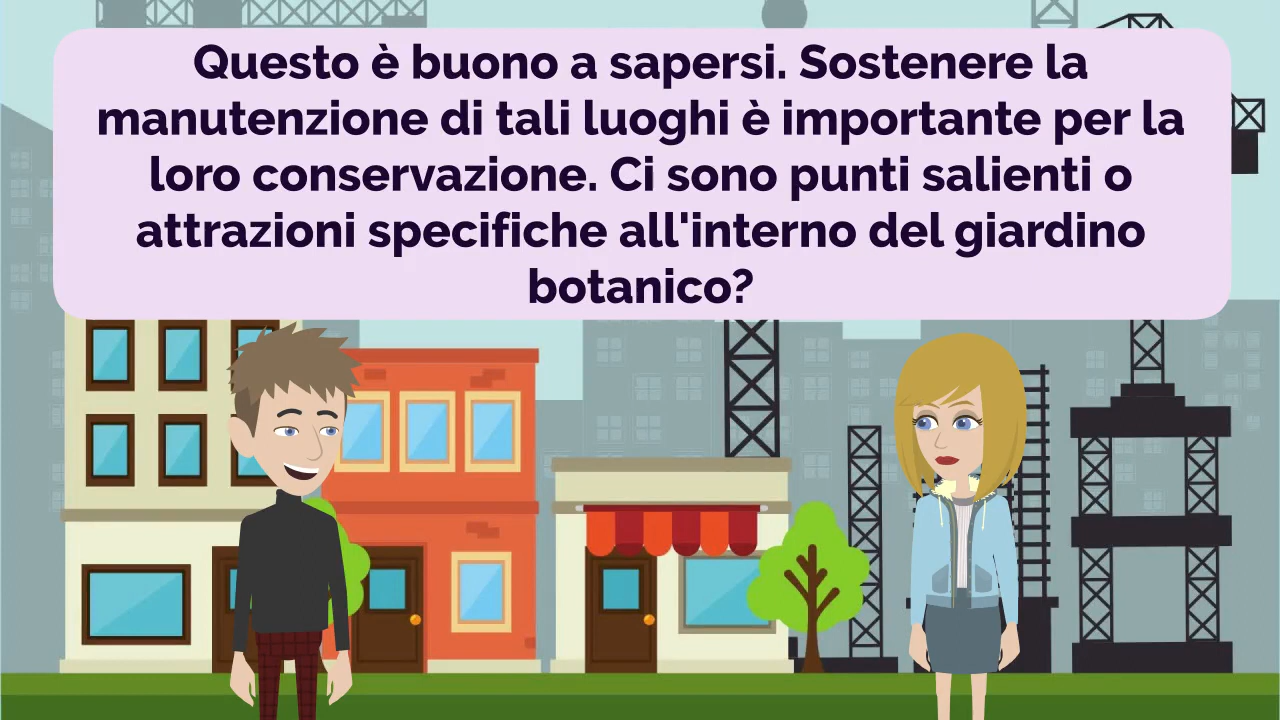 Questo è buono a sapersi. Sostenere la
manutenzione di tali luoghi è importante per la
loro conservazione. Ci sono punti salienti o
attrazioni specifiche all'interno del giardino
botanico?